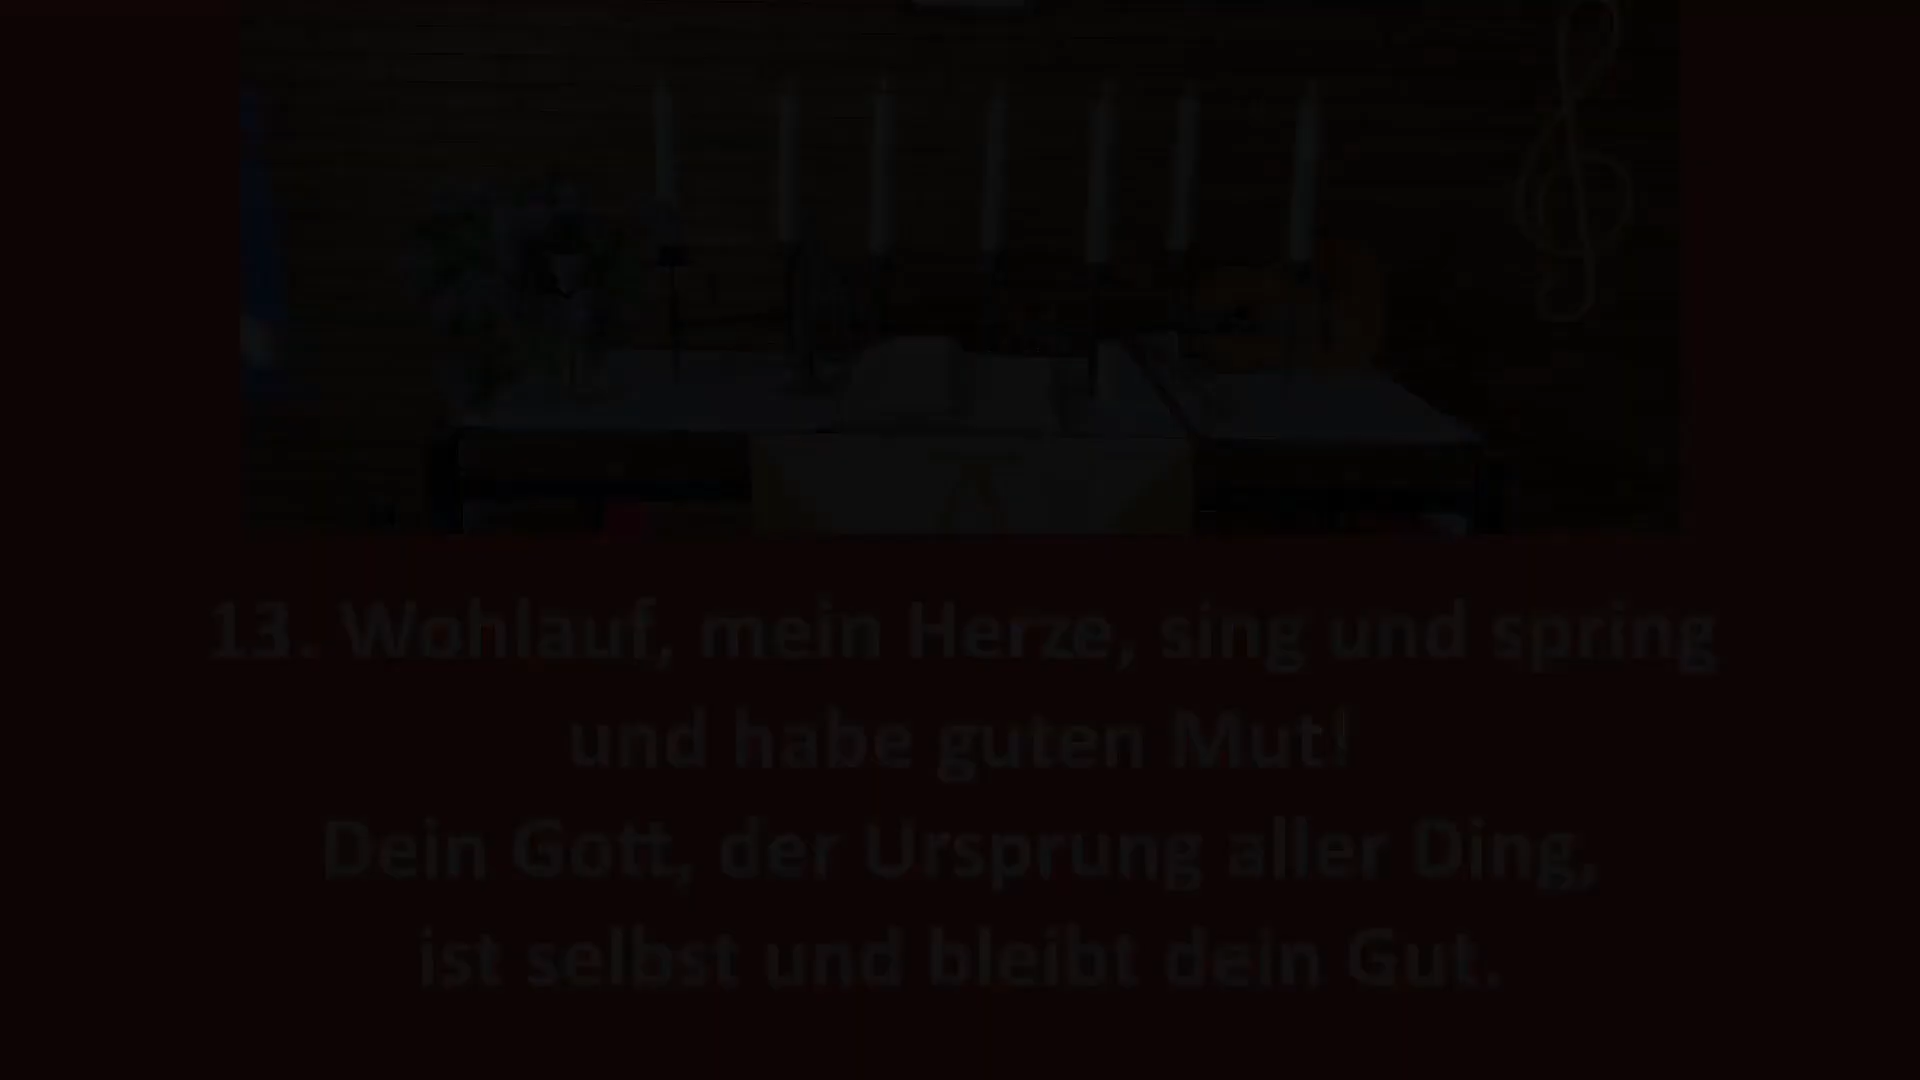 13. Wohlauf, mein Herze, sing und spring
und habe guten Mut!
Dein Gott, der Ursprung aller Ding,
ist selbst und bleibt dein Gut.